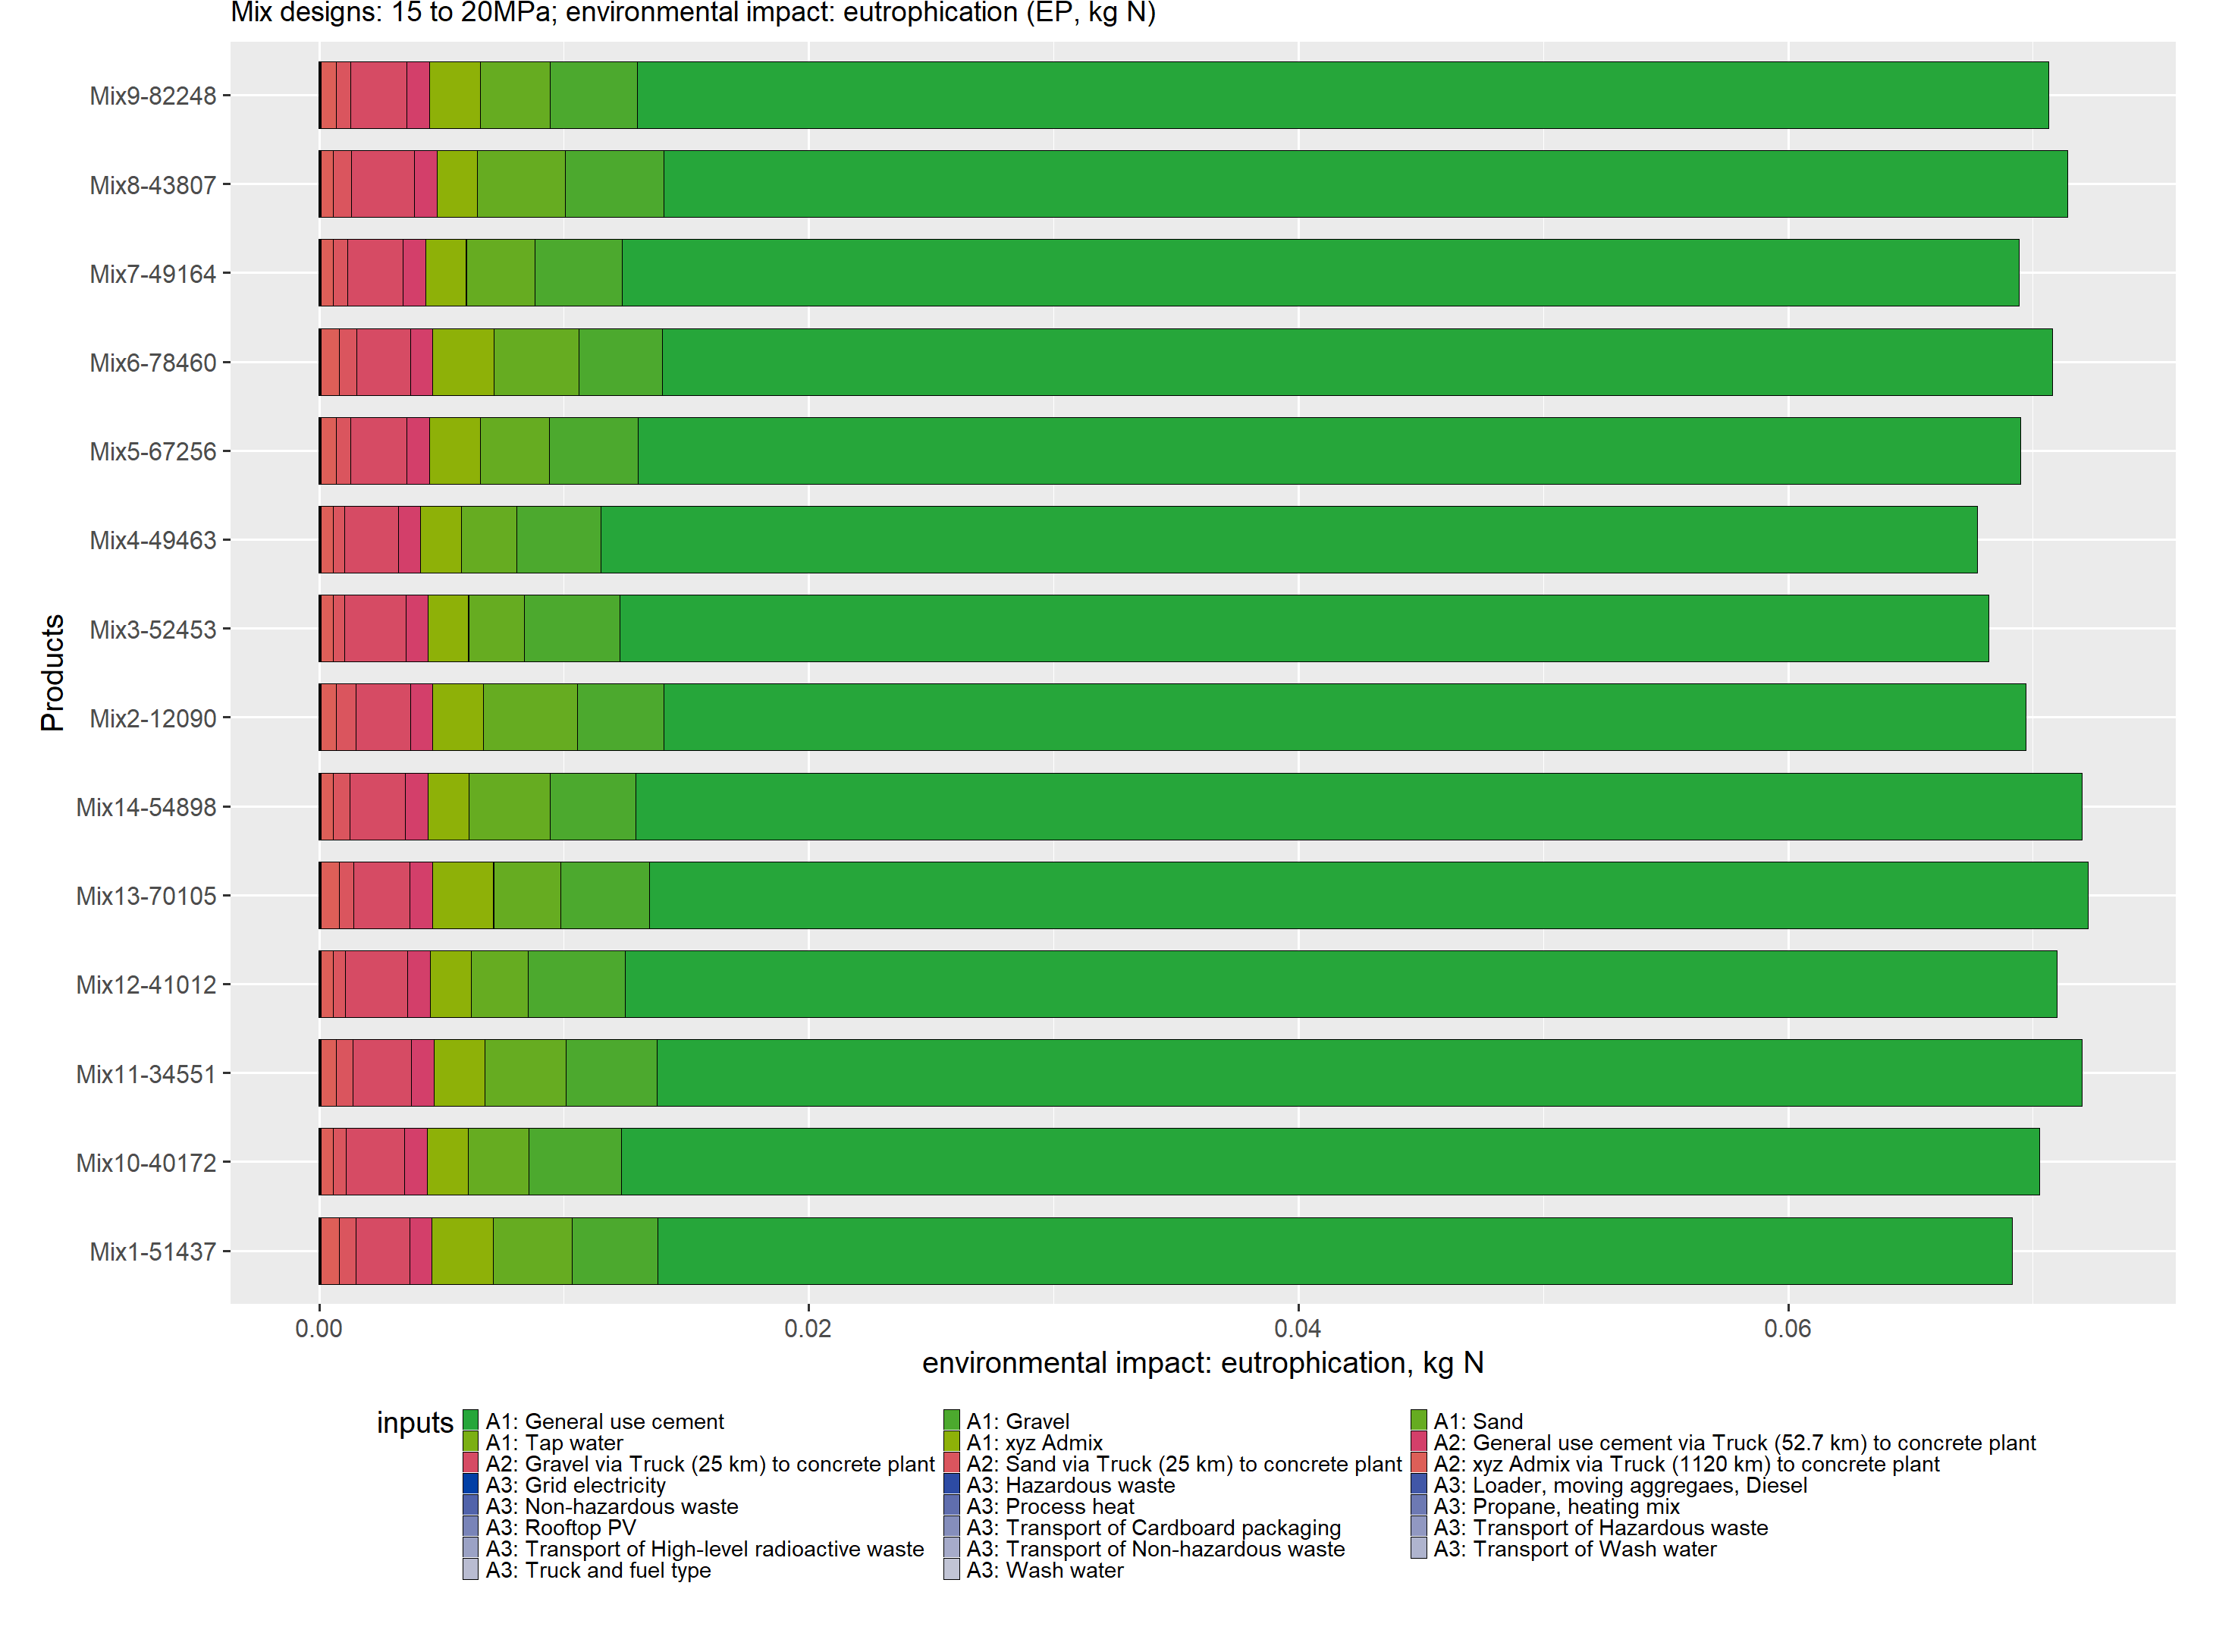 Mix designs: 15 to 20MPa; environmental impact: eutrophication (EP, kg N)
Products
Mix9-82248
Mix8-43807
Mix7-49164
Mix6-78460
Mix5-67256
Mix4-49463
Mix3-52453
Mix2-12090
Mix14-54898
Mix13-70105
Mix12-41012
Mix11-34551
Mix10-40172
Mix1-51437
0.00 0.02 0.04 0.06
environmental impact: eutrophication, kg N
inputs
A1: General use cement A1: Gravel A1: Sand
A1: Tap water A1: xyz Admix A2: General use cement via Truck (52.7 km) to concrete plant
A2: Gravel via Truck (25 km) to concrete plant A2: Sand via Truck (25 km) to concrete plant A2: xyz Admix via Truck (1120 km) to concrete plant
A3: Grid electricity A3: Hazardous waste A3: Loader, moving aggregaes, Diesel
A3: Non-hazardous waste A3: Process heat A3: Propane, heating mix
A3: Rooftop PV A3: Transport of Cardboard packaging A3: Transport of Hazardous waste
A3: Transport of High-level radioactive waste A3: Transport of Non-hazardous waste A3: Transport of Wash water
A3: Truck and fuel type A3: Wash water